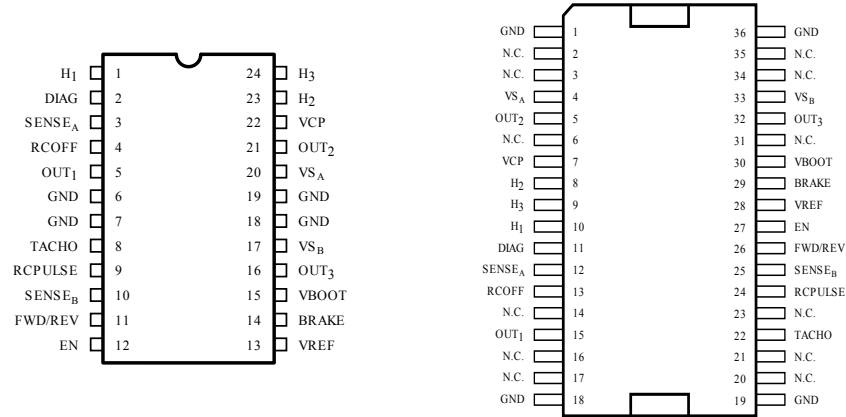 H1 1 24 H3
DIAG 2 23 H2
SENSEA 3 22 VCP
RCOFF 4 21 OUT2
OUT1 5 20 VSA
GND 6 19 GND
GND 7 18 GND
TACHO 8 17 VSB
RCPULSE 9 16 OUT3
SENSEB 10 15 VBOOT
FWD/REV 11 14 BRAKE
EN 12 13 VREF
GND 1 36 GND
N.C. 2 35 N.C.
N.C. 3 34 N.C.
VSA 4 33 VSB
OUT2 5 32 OUT3
N.C. 6 31 N.C.
VCP 7 30 VBOOT
H2 8 29 BRAKE
H3 9 28 VREF
H1 10 27 EN
DIAG 11 26 FWD/REV
SENSEA 12 25 SENSEB
RCOFF 13 24 RCPULSE
N.C. 14 23 N.C.
OUT1 15 22 TACHO
N.C. 16 21 N.C.
N.C. 17 20 N.C.
GND 18 19 GND